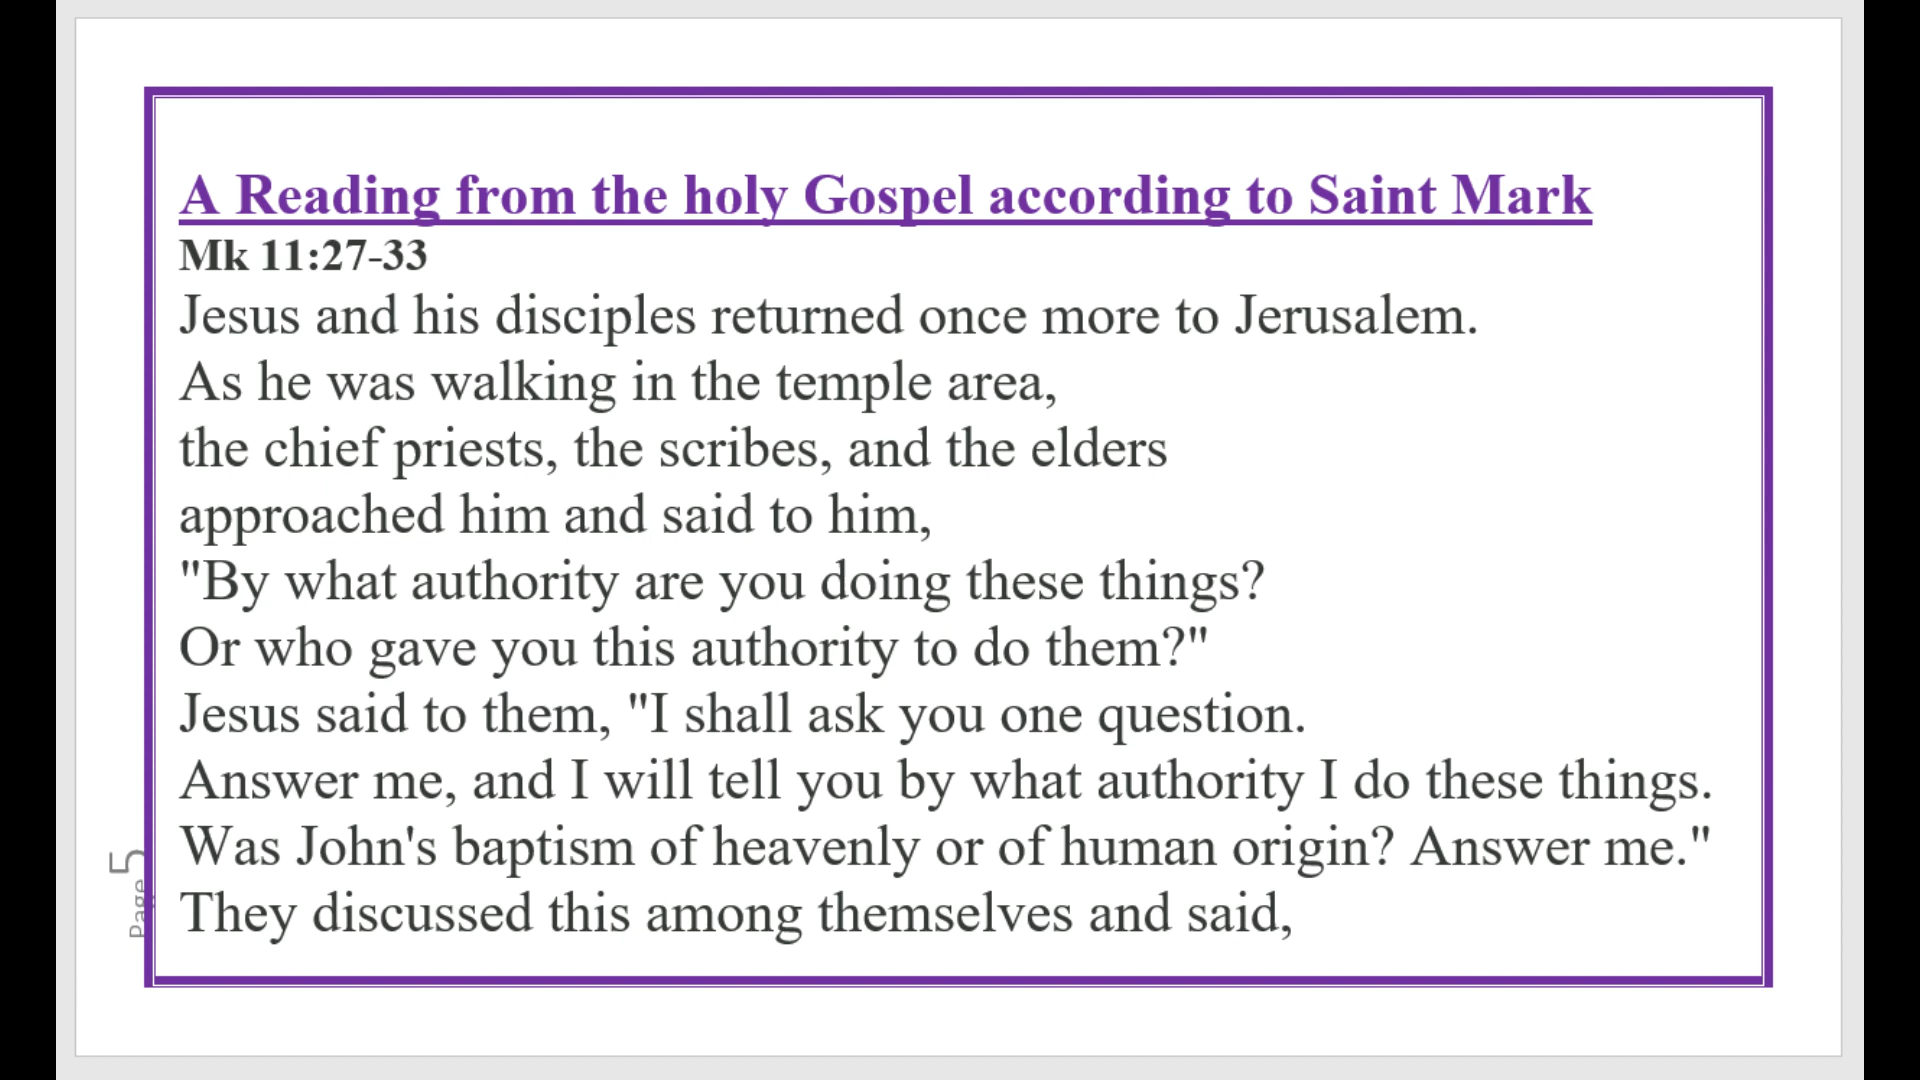 A Reading from the holy Gospel according to Saint Mark
Mk 11:27-33
Jesus and his disciples returned once more to Jerusalem.
As he was walking in the temple area,
the chief priests, the scribes, and the elders
approached him and said to him,
"By what authority are you doing these things?
Or who gave you this authority to do them?"
Jesus said to them, "I shall ask you one question.
Answer me, and I will tell you by what authority I do these things.
Was John's baptism of heavenly or of human origin? Answer me."
They discussed this among themselves and said,
Page 5